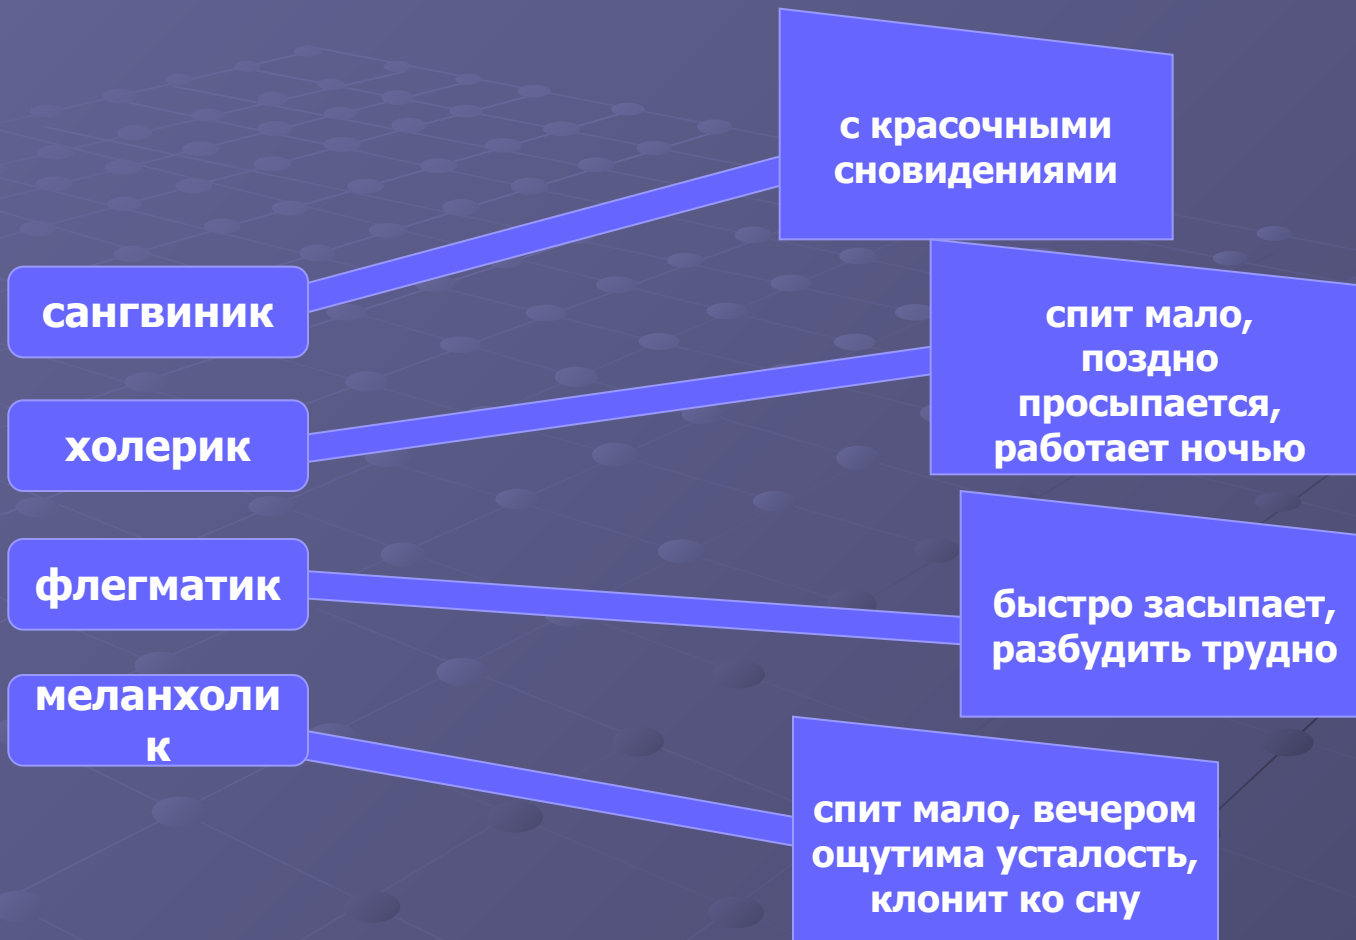 с красочными
сновидениями
сангвиник
спит мало,
поздно
просыпается,
работает ночью
холерик
флегматик
быстро засыпает,
разбудить трудно
меланхоли
к
спит мало, вечером
ощутима усталость,
клонит ко сну